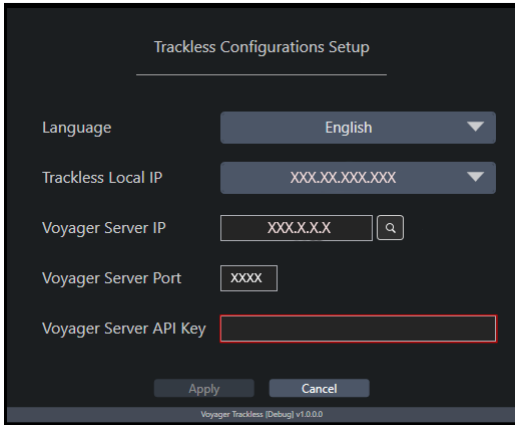 Trackless Configurations Setup
Language English
Trackless Local IP XXX.XX.XXX.XXX
Voyager Server IP XXX.X.X.X
Voyager Server Port XXXX
Voyager Server API Key
Apply Cancel
Voyager Trackless [Debug] v1.0.0.0